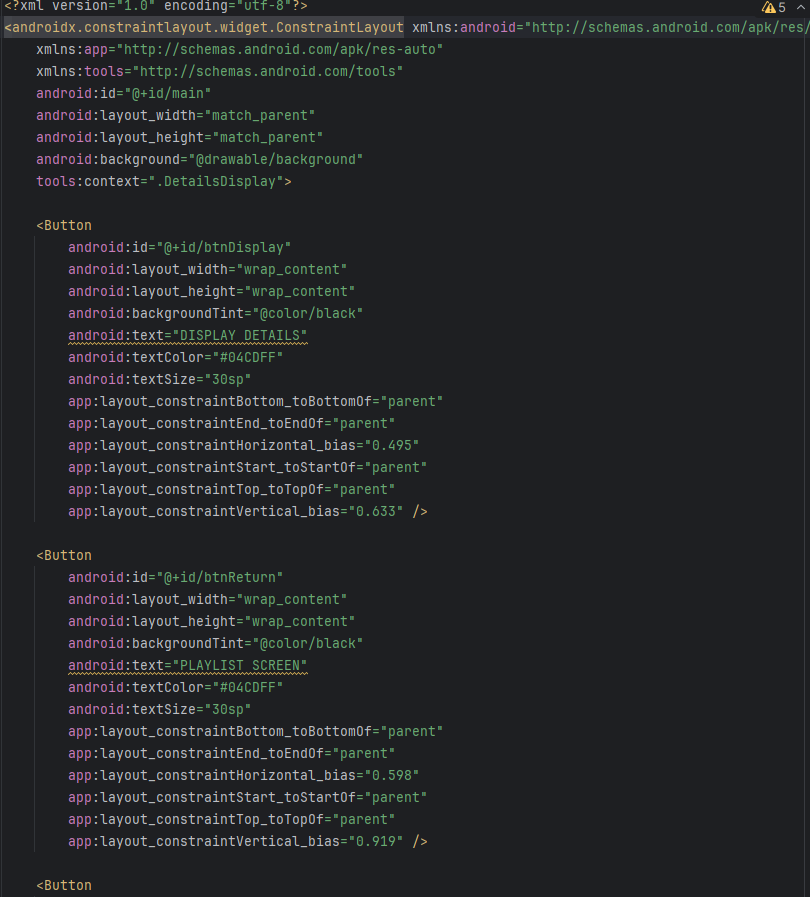 <?xml version="1.0" encoding="utf-8"?>
5
<androidx.constraintlayout.widget.ConstraintLayout xmlns:android="http://schemas.android.com/apk/res/
    xmlns:app="http://schemas.android.com/apk/res-auto"
    xmlns:tools="http://schemas.android.com/tools"
    android:id="@+id/main"
    android:layout_width="match_parent"
    android:layout_height="match_parent"
    android:background="@drawable/background"
    tools:context=".DetailsDisplay">
    <Button
        android:id="@+id/btnDisplay"
        android:layout_width="wrap_content"
        android:layout_height="wrap_content"
        android:backgroundTint="@color/black"
        android:text="DISPLAY DETAILS"
        android:textColor="#04CDFF"
        android:textSize="30sp"
        app:layout_constraintBottom_toBottomOf="parent"
        app:layout_constraintEnd_toEndOf="parent"
        app:layout_constraintHorizontal_bias="0.495"
        app:layout_constraintStart_toStartOf="parent"
        app:layout_constraintTop_toTopOf="parent"
        app:layout_constraintVertical_bias="0.633" />
    <Button
        android:id="@+id/btnReturn"
        android:layout_width="wrap_content"
        android:layout_height="wrap_content"
        android:backgroundTint="@color/black"
        android:text="PLAYLIST SCREEN"
        android:textColor="#04CDFF"
        android:textSize="30sp"
        app:layout_constraintBottom_toBottomOf="parent"
        app:layout_constraintEnd_toEndOf="parent"
        app:layout_constraintHorizontal_bias="0.598"
        app:layout_constraintStart_toStartOf="parent"
        app:layout_constraintTop_toTopOf="parent"
        app:layout_constraintVertical_bias="0.919" />
    <Button